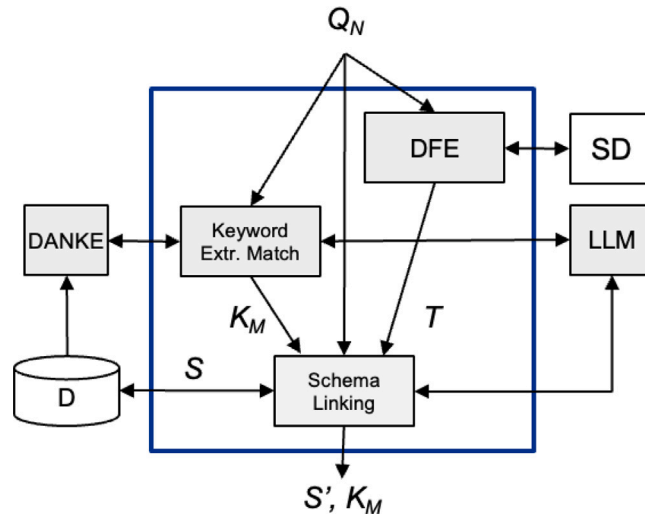 Q_N
DFE
SD
DANKE
Keyword
Extr. Match
LLM
K_M
T
D
S
Schema
Linking
S’, K_M